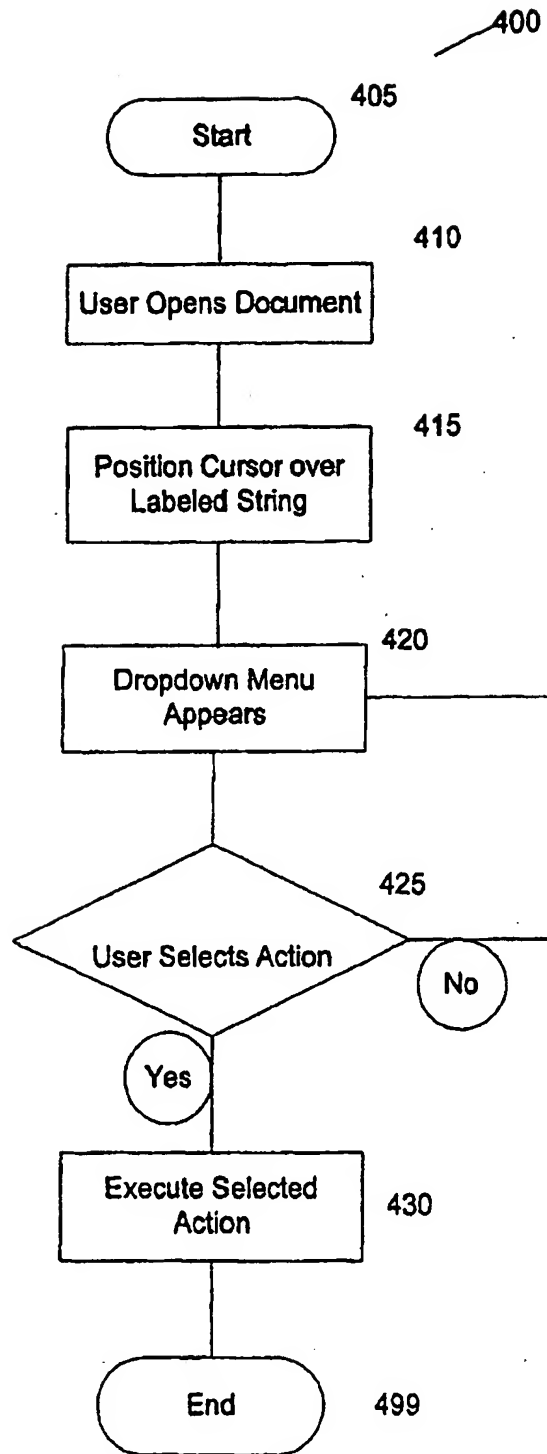 400
405
Start
410
User Opens Document
415
Position Cursor over
Labeled String
420
Dropdown Menu
Appears
425
User Selects Action
No
Yes
Execute Selected
Action
430
End
499